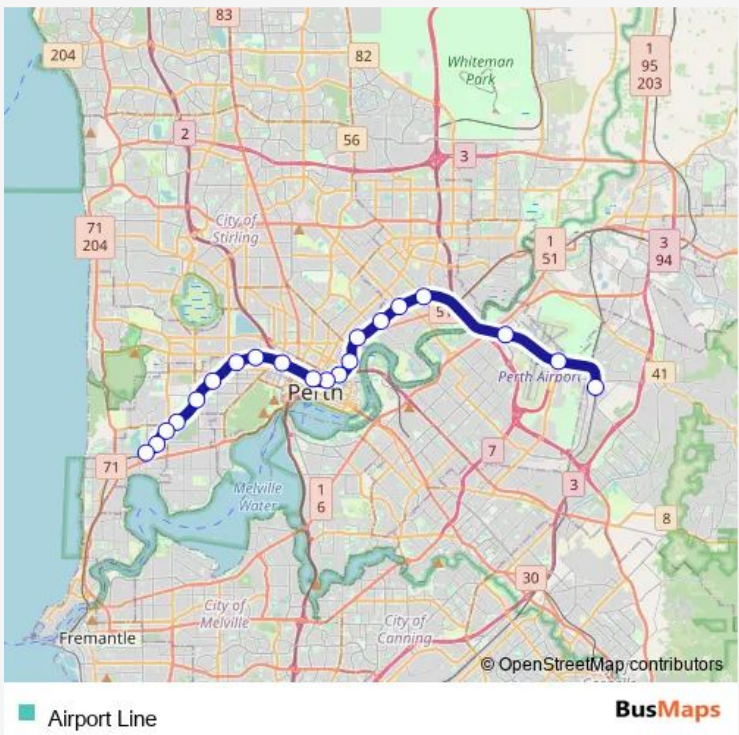 83
204
82
Whiteman
Park
1
95
203
2
56
3
71
204
City of
Stirling
1
51
3
94
51
Perth Airport
41
Perth
71
7
3
Melville
Water
1
6
8
30
City of
Melville
City of
Canning
Fremantle
© OpenStreetMap contributors
Airport Line
BusMaps